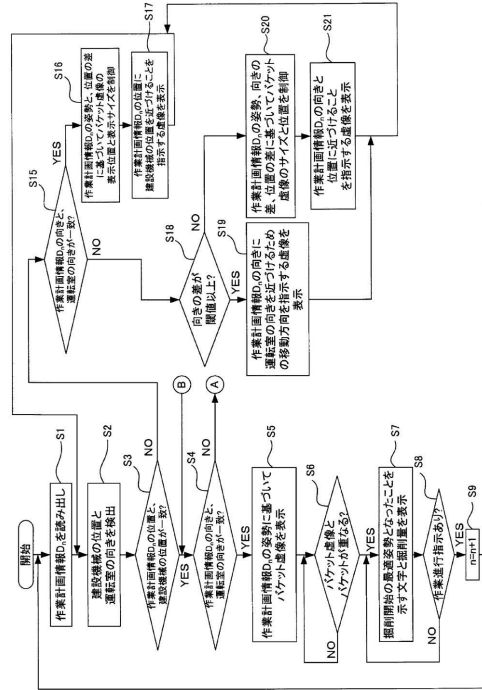 開始
作業計画情報Dnを読み出し
S1
建設機械の位置と
運転室の向きを検出
S2
作業計画情報Dnの位置と、
建設機械の位置が一致?
S3
NO
YES
B
作業計画情報Dnの向きと、
運転室の向きが一致?
S4
NO
A
YES
作業計画情報Dnの姿勢に基づいて
バケット虚像を表示
S5
バケット虚像と
バケットが重なる?
S6
NO
YES
掘削開始の最適姿勢となったことを
示す文字と掘削量を表示
S7
作業進行指示あり?
S8
NO
YES
n=n+1
S9
作業計画情報Dnの向きと、
運転室の向きが一致?
S15
YES
NO
作業計画情報Dnの姿勢と、位置の差
に基づいてバケット虚像の
表示位置と表示サイズを制御
S16
作業計画情報Dnの位置に
建設機械の位置を近づけることを
指示する虚像を表示
S17
向きの差が
閾値以上?
S18
NO
YES
作業計画情報Dnの向きに
運転室の向きを近づけるため
の移動方向を指示する虚像を
表示
S19
作業計画情報Dnの姿勢、向きの
差、位置の差に基づいてバケット
虚像のサイズと位置を制御
S20
作業計画情報Dnの向きと
位置に近づけること
を指示する虚像を表示
S21